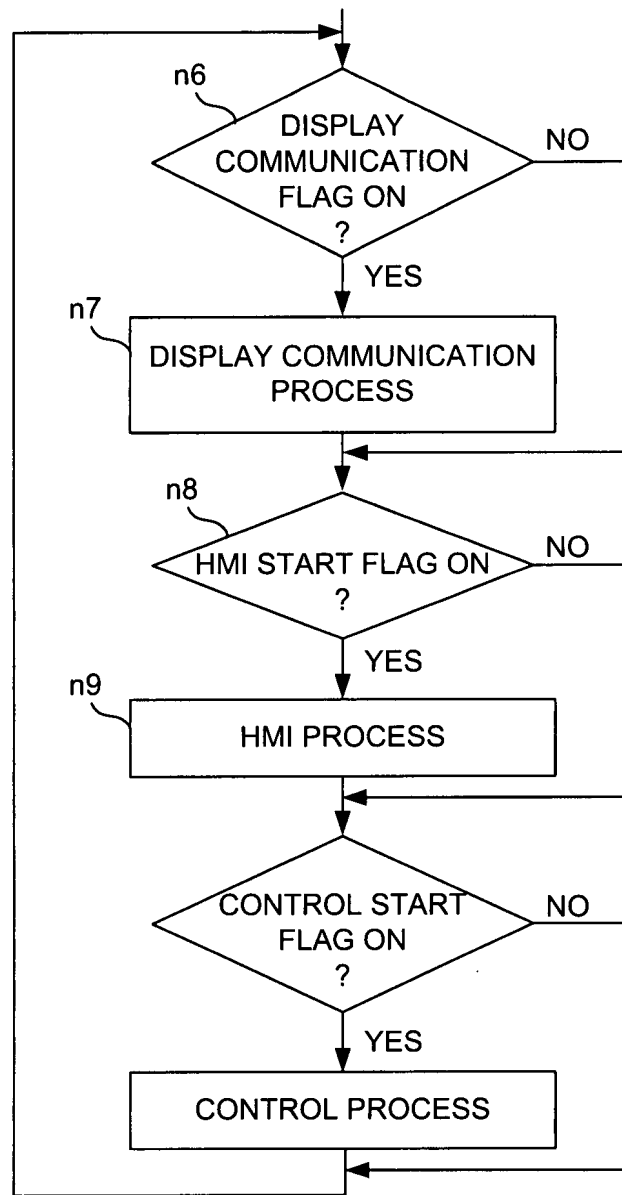 n6
DISPLAY
COMMUNICATION
FLAG ON
?
NO
YES
n7
DISPLAY COMMUNICATION
PROCESS
n8
HMI START FLAG ON
?
NO
YES
n9
HMI PROCESS
CONTROL START
FLAG ON
?
NO
YES
CONTROL PROCESS